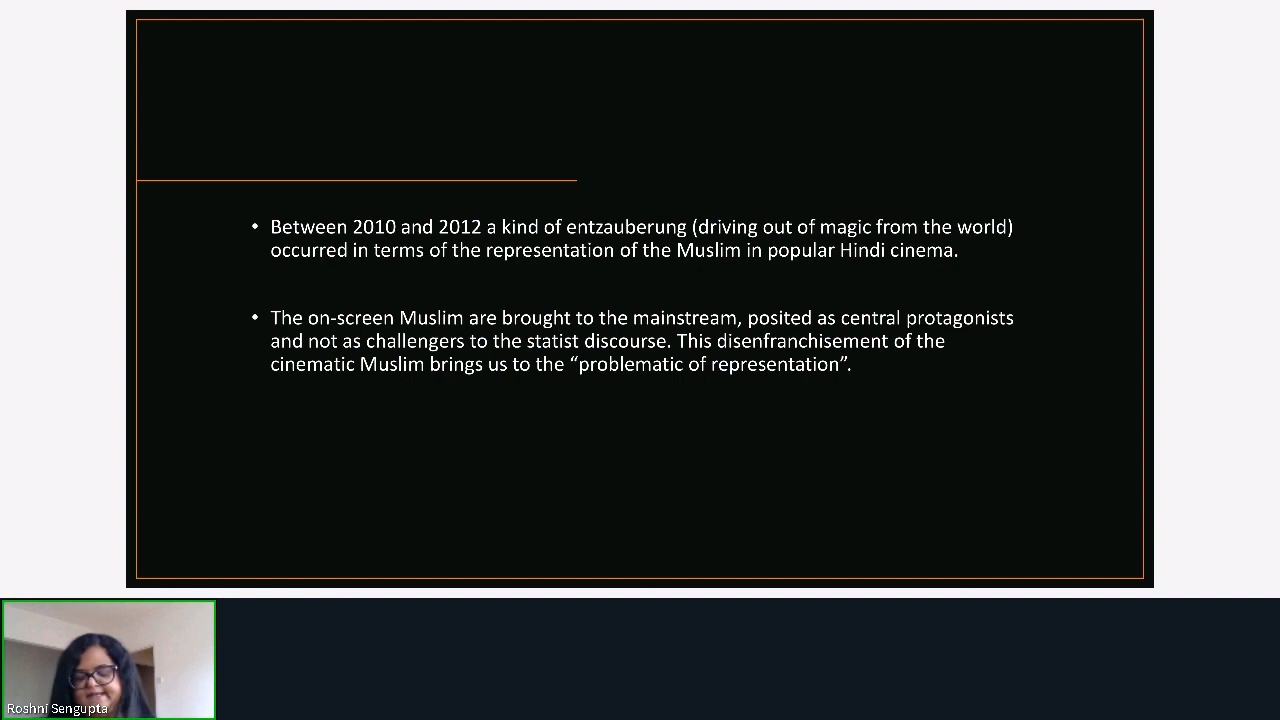 • Between 2010 and 2012 a kind of entzauberung (driving out of magic from the world)
occurred in terms of the representation of the Muslim in popular Hindi cinema.
• The on-screen Muslim are brought to the mainstream, posited as central protagonists
and not as challengers to the statist discourse. This disenfranchisement of the
cinematic Muslim brings us to the “problematic of representation”.
Roshni Sengupta